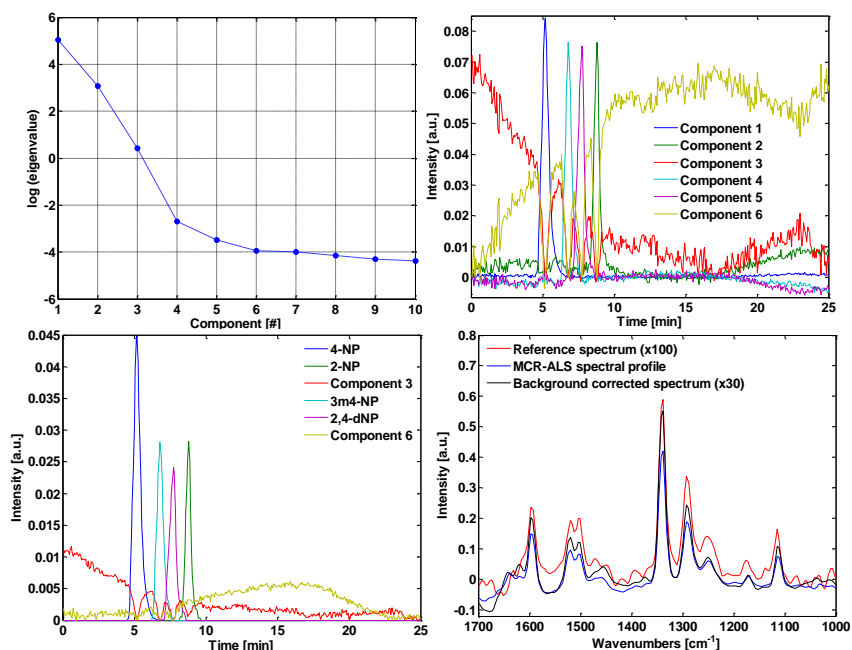 6
4
2
0
-2
-4
-6
log (eigenvalue)
1 2 3 4 5 6 7 8 9 10
Component [#]
0.08
0.07
0.06
0.05
0.04
0.03
0.02
0.01
0
Intensity [a.u.]
Component 1
Component 2
Component 3
Component 4
Component 5
Component 6
0 5 10 15 20 25
Time [min]
0.045
0.04
0.035
0.03
0.025
0.02
0.015
0.01
0.005
0
Intensity [a.u.]
4-NP
2-NP
Component 3
3m4-NP
2,4-dNP
Component 6
0 5 10 15 20 25
Time [min]
0.8
0.7
0.6
0.5
0.4
0.3
0.2
0.1
0
-0.1
Intensity [a.u.]
Reference spectrum (x100)
MCR-ALS spectral profile
Background corrected spectrum (x30)
1700 1600 1500 1400 1300 1200 1100 1000
Wavenumbers [cm-1]